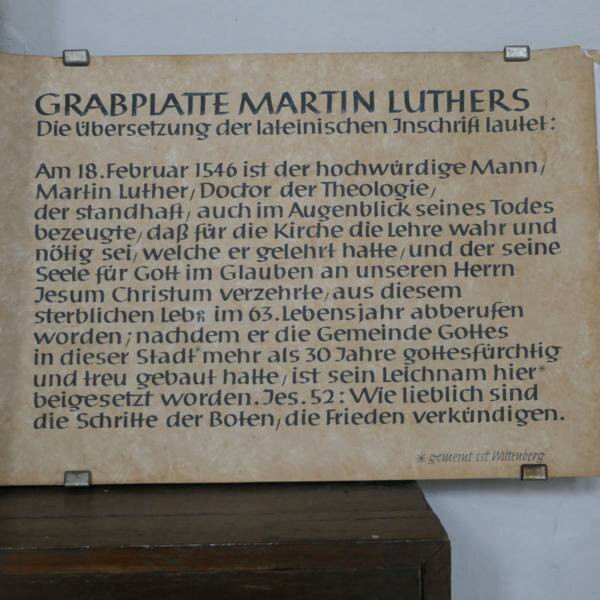 GRABPLATTE MARTIN LUTHERS
Die Übersetzung der lateinischen Inschrift lautet:
Am 18. Februar 1546 ist der hochwürdige Mann,
Martin Luther, Doctor der Theologie,
der standhaft, auch im Augenblick seines Todes
bezeugte, daß für die Kirche die Lehre wahr und
nötig sei, welche er gelehrt hatte, und der seine
Seele für Gott im Glauben an unseren Herrn
Jesum Christum verzehrte, aus diesem
sterblichen im 63. Lebensjahr abberufen
worden; nachdem er die Gemeinde Gottes
in dieser Stadt* mehr als 30 Jahre gottesfürchtig
und treu gebaut hatte, ist sein Leichnam hier*
beigesetzt worden. Jes. 52: Wie lieblich sind
die Schritte der Boten, die Frieden verkündigen.
* gemeint ist Wittenberg